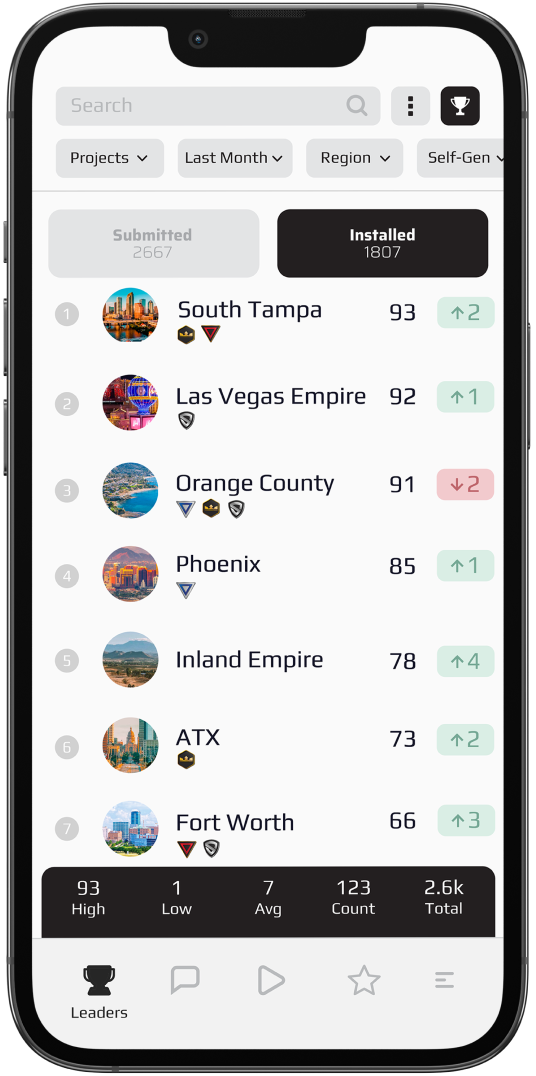 Search
Projects Last Month Region Self-Gen
Submitted
2667
Installed
1807
1 South Tampa 93 ↑2
2 Las Vegas Empire 92 ↑1
3 Orange County 91 ↓2
4 Phoenix 85 ↑1
5 Inland Empire 78 ↑4
6 ATX 73 ↑2
7 Fort Worth 66 ↑3
93 1 7 123 2.6k
High Low Avg Count Total
Leaders